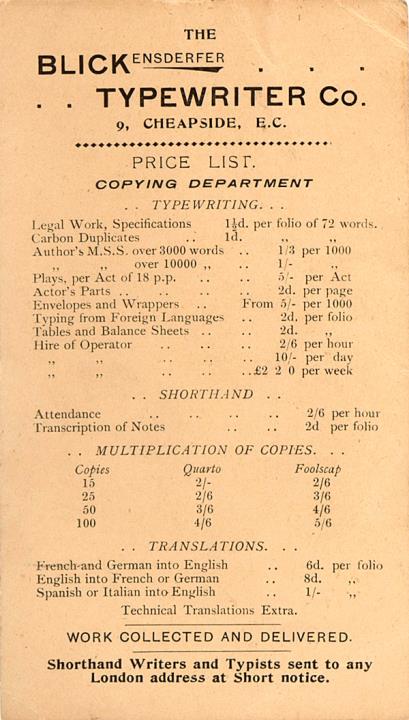 THE
BLICKENSDERFER . . .
. . TYPEWRITER Co.
9, CHEAPSIDE, E.C.
PRICE LIST.
COPYING DEPARTMENT
. . TYPEWRITING. . .
Legal Work, Specifications 1½d. per folio of 72 words.
Carbon Duplicates .. 1d. ,, ,,
Author's M.S.S. over 3000 words .. 1/3 per 1000
,, ,, over 10000 ,, .. 1/- ,,
Plays, per Act of 18 p.p. .. .. 5/- per Act
Actor's Parts .. .. .. .. 2d. per page
Envelopes and Wrappers .. From 5/- per 1000
Typing from Foreign Languages .. 2d. per folio
Tables and Balance Sheets .. .. 2d. ,,
Hire of Operator .. .. .. 2/6 per hour
,, ,, .. .. .. 10/- per day
,, ,, .. .. .. £2 2 0 per week
. . SHORTHAND . .
Attendance .. .. .. .. 2/6 per hour
Transcription of Notes .. .. 2d per folio
. . MULTIPLICATION OF COPIES. . .
Copies Quarto Foolscap
15 2/- 2/6
25 2/6 3/6
50 3/6 4/6
100 4/6 5/6
. . TRANSLATIONS. . .
French and German into English .. 6d. per folio
English into French or German .. 8d. ,,
Spanish or Italian into English .. 1/- ,,
Technical Translations Extra.
WORK COLLECTED AND DELIVERED.
Shorthand Writers and Typists sent to any
London address at Short notice.